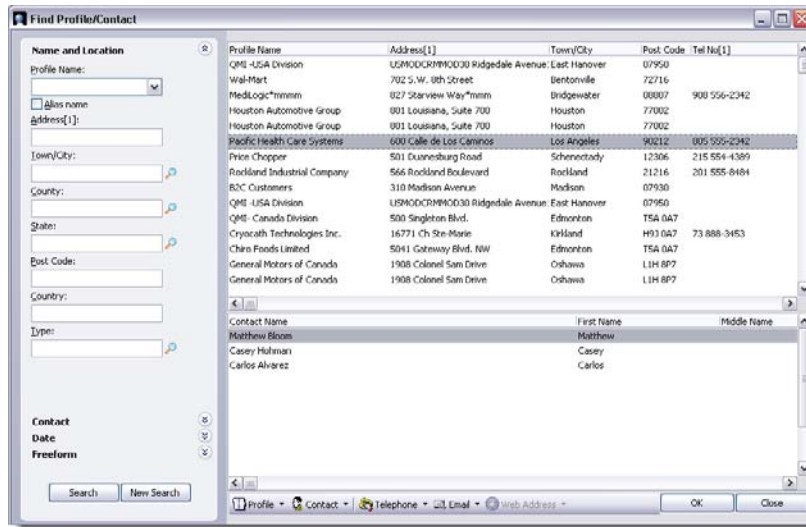 Find Profile/Contact
Name and Location
Profile Name:
Alias name
Address[1]:
Town/City:
County:
State:
Post Code:
Country:
Type:
Contact
Date
Freeform
Search New Search
Profile Name Address[1] Town/City Post Code Tel No[1]
QMI -USA Division USMODCRMMOD30 Ridgedale Avenue: East Hanover 07950
Wal-Mart 702 S.W. 8th Street Bentonville 72716
MediLogic*mmm 827 Starview Way*mmm Bridgewater 08807 908 556-2342
Houston Automotive Group 801 Louisiana, Suite 700 Houston 77002
Houston Automotive Group 801 Louisiana, Suite 700 Houston 77002
Pacific Health Care Systems 600 Calle de Los Caminos Los Angeles 90212 805 555-2342
Price Chopper 501 Duanesburg Road Schenectady 12306 215 554-4389
Rockland Industrial Company 566 Rockland Boulevard Rockland 21216 201 555-8484
B2C Customers 310 Madison Avenue Madison 07930
QMI -USA Division USMODCRMMOD30 Ridgedale Avenue: East Hanover 07950
QMI- Canada Division 500 Singleton Blvd. Edmonton T5A 0A7
Cryocath Technologies Inc. 16771 Ch Ste-Marie Kirkland H9J 0A7 73 888-3453
Chiro Foods Limited 5041 Gateway Blvd. NW Edmonton T5A 0A7
General Motors of Canada 1908 Colonel Sam Drive Oshawa L1H 8P7
General Motors of Canada 1908 Colonel Sam Drive Oshawa L1H 8P7
Contact Name First Name Middle Name
Matthew Bloom Matthew
Casey Huhman Casey
Carlos Alvarez Carlos
Profile Contact Telephone Email Web Address OK Close